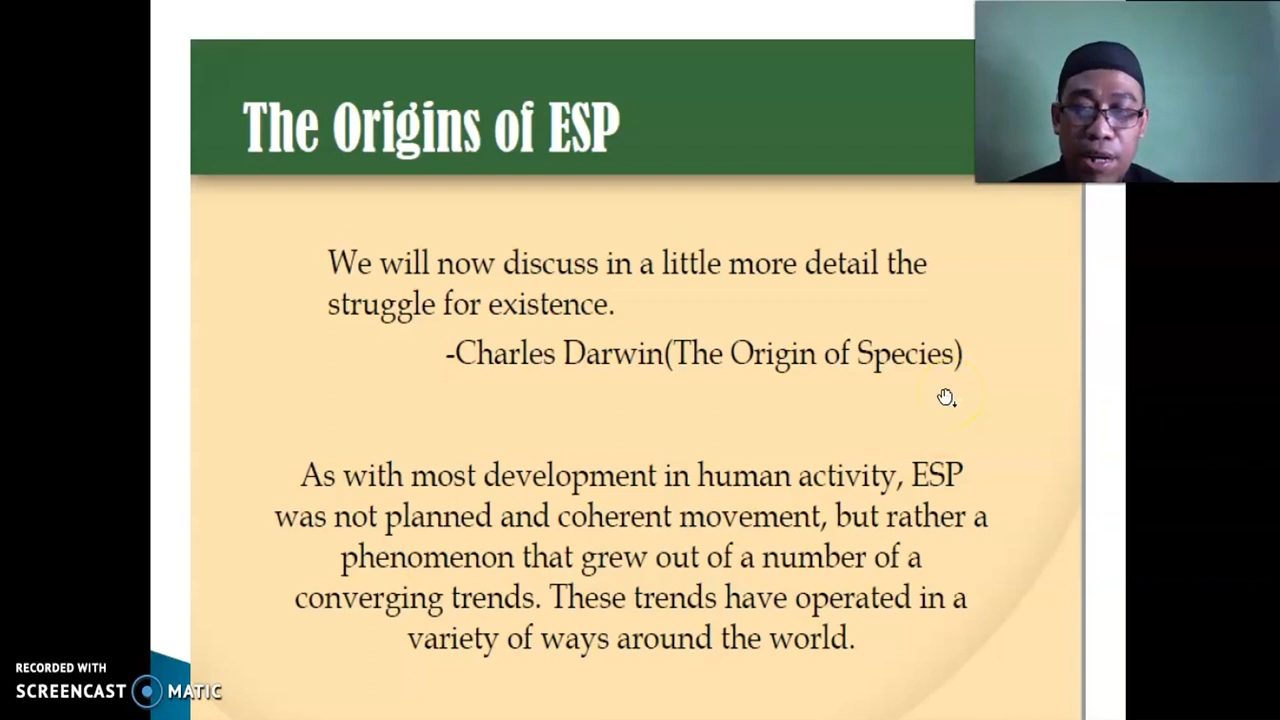 The Origins of ESP
We will now discuss in a little more detail the
struggle for existence.
-Charles Darwin(The Origin of Species)
As with most development in human activity, ESP
was not planned and coherent movement, but rather a
phenomenon that grew out of a number of a
converging trends. These trends have operated in a
variety of ways around the world.
RECORDED WITH
SCREENCAST MATIC